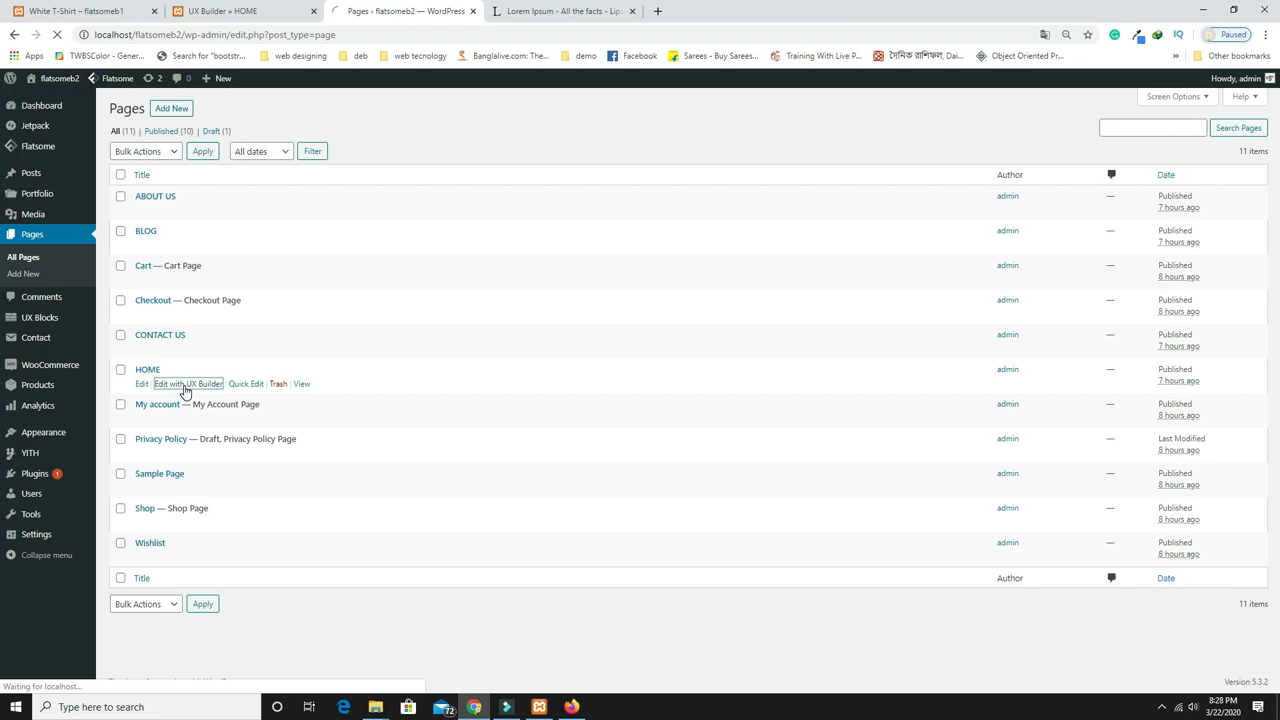 White T-Shirt – flatsomeb1
UX Builder » HOME
Pages ‹ flatsomeb2 — WordPress
Lorem Ipsum - All the facts - Lips
localhost/flatsomeb2/wp-admin/edit.php?post_type=page
Paused
Apps
TWBSColor - Gener...
Search for "bootstr...
web designing
deb
web tecnology
Banglalive.com: The...
demo
Facebook
Sarees – Buy Sarees...
Training With Live P...
দৈনিক রাশিফল, Dai...
Object Oriented Pr...
Other bookmarks
flatsomeb2
Flatsome
2
0
New
Howdy, admin
Dashboard
Jetpack
Flatsome
Posts
Portfolio
Media
Pages
All Pages
Add New
Comments
UX Blocks
Contact
WooCommerce
Products
Analytics
Appearance
YITH
Plugins 1
Users
Tools
Settings
Collapse menu
Pages Add New
Screen Options
Help
All (11) | Published (10) | Draft (1)
Search Pages
Bulk Actions Apply All dates Filter
11 items
Title Author Date
ABOUT US admin — Published
7 hours ago
BLOG admin — Published
7 hours ago
Cart — Cart Page admin — Published
8 hours ago
Checkout — Checkout Page admin — Published
8 hours ago
CONTACT US admin — Published
7 hours ago
HOME admin — Published
Edit | Edit with UX Builder Quick Edit | Trash | View 7 hours ago
My account — My Account Page admin — Published
8 hours ago
Privacy Policy — Draft, Privacy Policy Page admin — Last Modified
8 hours ago
Sample Page admin — Published
8 hours ago
Shop — Shop Page admin — Published
8 hours ago
Wishlist admin — Published
8 hours ago
Title Date
Bulk Actions Apply 11 items
Version 5.3.2
Waiting for localhost...
Type here to search
72
8:28 PM
3/22/2020